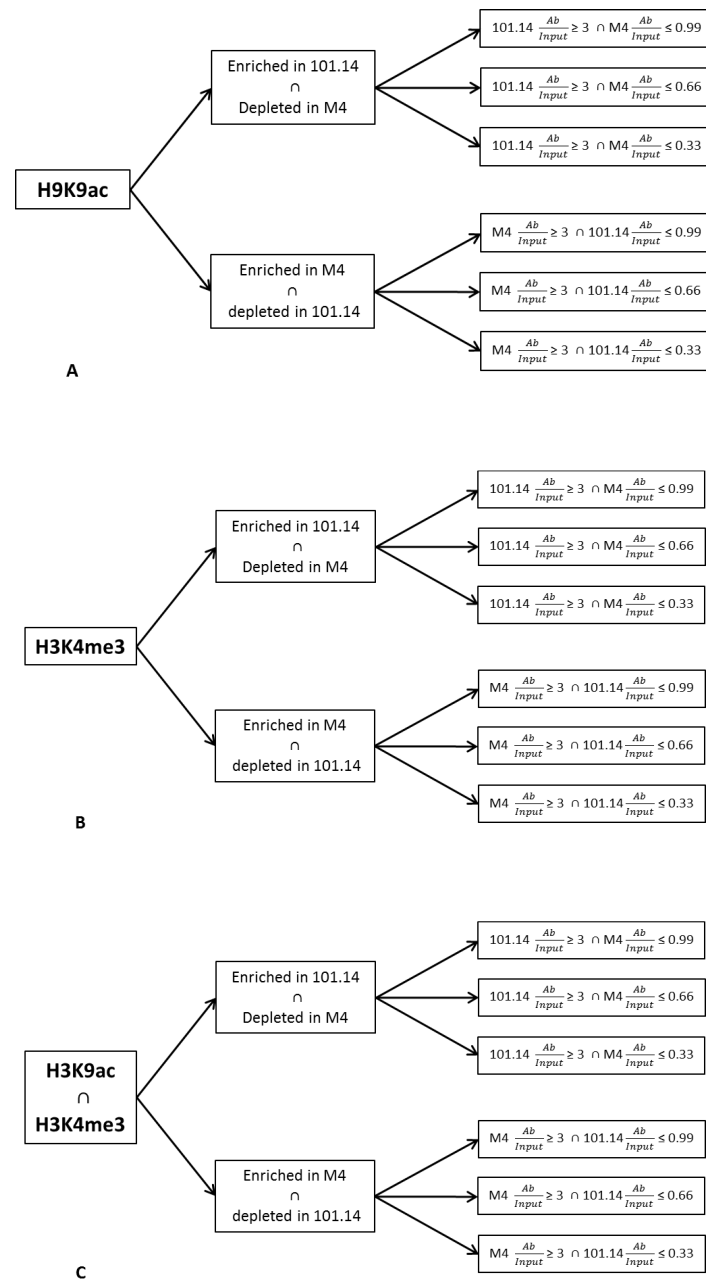 H9K9ac
Enriched in 101.14
∩
Depleted in M4
101.14 Ab/Input ≥ 3 ∩ M4 Ab/Input ≤ 0.99
101.14 Ab/Input ≥ 3 ∩ M4 Ab/Input ≤ 0.66
101.14 Ab/Input ≥ 3 ∩ M4 Ab/Input ≤ 0.33
Enriched in M4
∩
depleted in 101.14
M4 Ab/Input ≥ 3 ∩ 101.14 Ab/Input ≤ 0.99
M4 Ab/Input ≥ 3 ∩ 101.14 Ab/Input ≤ 0.66
M4 Ab/Input ≥ 3 ∩ 101.14 Ab/Input ≤ 0.33
A
H3K4me3
Enriched in 101.14
∩
Depleted in M4
101.14 Ab/Input ≥ 3 ∩ M4 Ab/Input ≤ 0.99
101.14 Ab/Input ≥ 3 ∩ M4 Ab/Input ≤ 0.66
101.14 Ab/Input ≥ 3 ∩ M4 Ab/Input ≤ 0.33
Enriched in M4
∩
depleted in 101.14
M4 Ab/Input ≥ 3 ∩ 101.14 Ab/Input ≤ 0.99
M4 Ab/Input ≥ 3 ∩ 101.14 Ab/Input ≤ 0.66
M4 Ab/Input ≥ 3 ∩ 101.14 Ab/Input ≤ 0.33
B
H3K9ac
∩
H3K4me3
Enriched in 101.14
∩
Depleted in M4
101.14 Ab/Input ≥ 3 ∩ M4 Ab/Input ≤ 0.99
101.14 Ab/Input ≥ 3 ∩ M4 Ab/Input ≤ 0.66
101.14 Ab/Input ≥ 3 ∩ M4 Ab/Input ≤ 0.33
Enriched in M4
∩
depleted in 101.14
M4 Ab/Input ≥ 3 ∩ 101.14 Ab/Input ≤ 0.99
M4 Ab/Input ≥ 3 ∩ 101.14 Ab/Input ≤ 0.66
M4 Ab/Input ≥ 3 ∩ 101.14 Ab/Input ≤ 0.33
C